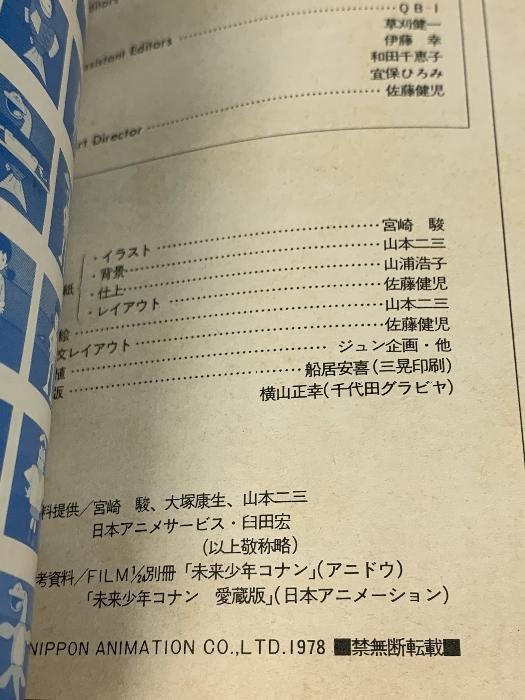 QB-I
草刈健一
Assistant Editors 伊藤 幸
和田千恵子
宜保ひろみ
佐藤健児
rt Director
紙
・イラスト 宮崎 駿
・背景 山本二三
・仕上 山浦浩子
・レイアウト 佐藤健児
絵 山本二三
文レイアウト 佐藤健児
植 ジュン企画・他
版 船居安喜(三晃印刷)
横山正幸(千代田グラビヤ)
料提供/宮崎 駿、大塚康生、山本二三
日本アニメサービス・臼田宏
(以上敬称略)
考資料/FILM1/24別冊「未来少年コナン」(アニドウ)
「未来少年コナン 愛蔵版」(日本アニメーション)
NIPPON ANIMATION CO.,LTD.1978 ■禁無断転載■